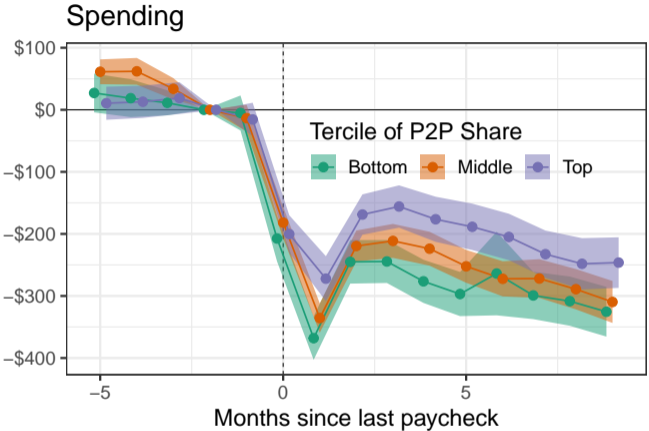 Spending
$100
$0
−$100
−$200
−$300
−$400
Tercile of P2P Share
Bottom Middle Top
−5 0 5
Months since last paycheck